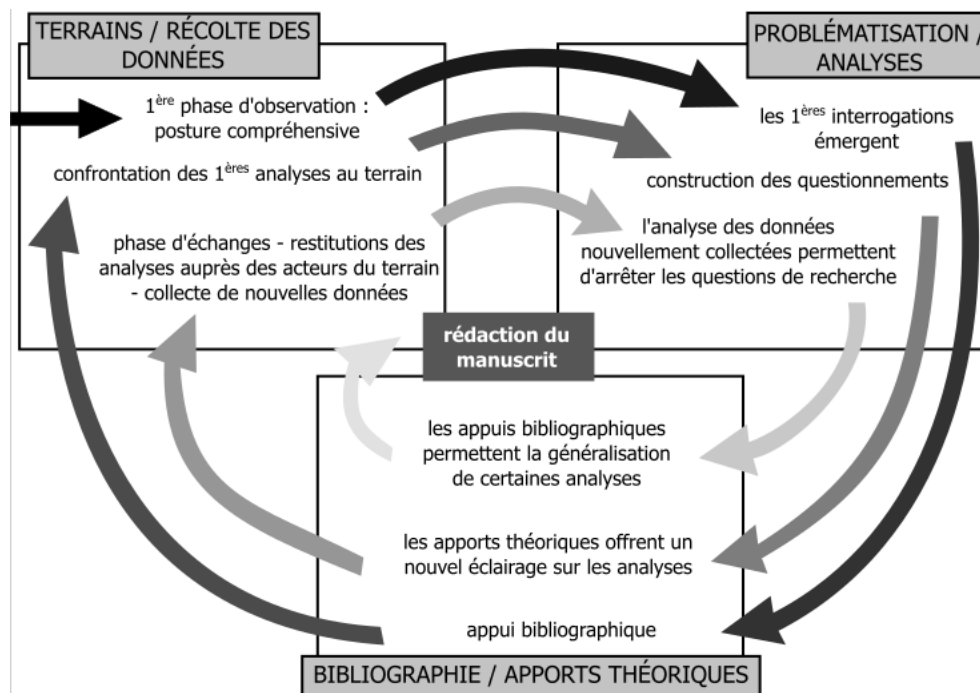 TERRAINS / RÉCOLTE DES
DONNÉES
1ère phase d'observation :
posture compréhensive
confrontation des 1ères analyses au terrain
phase d'échanges - restitutions des
analyses auprès des acteurs du terrain
- collecte de nouvelles données
PROBLÉMATISATION /
ANALYSES
les 1ères interrogations
émergent
construction des questionnements
l'analyse des données
nouvellement collectées permettent
d'arrêter les questions de recherche
rédaction du
manuscrit
les appuis bibliographiques
permettent la généralisation
de certaines analyses
les apports théoriques offrent un
nouvel éclairage sur les analyses
appui bibliographique
BIBLIOGRAPHIE / APPORTS THÉORIQUES